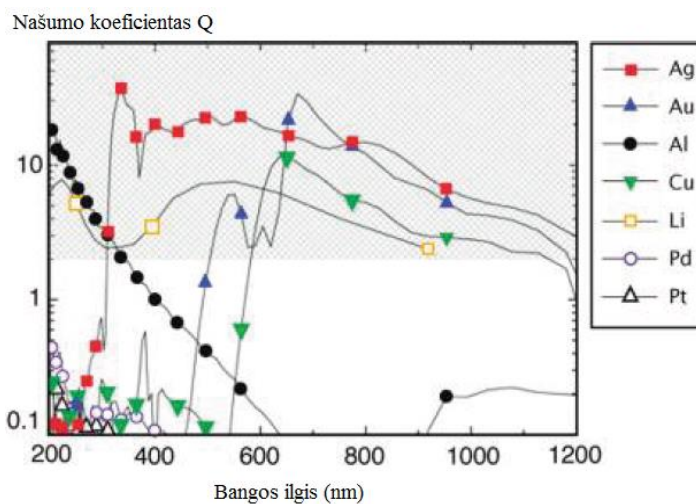 Našumo koeficientas Q
10
1
0.1
200
400
600
800
1000
1200
Bangos ilgis (nm)
Ag
Au
Al
Cu
Li
Pd
Pt